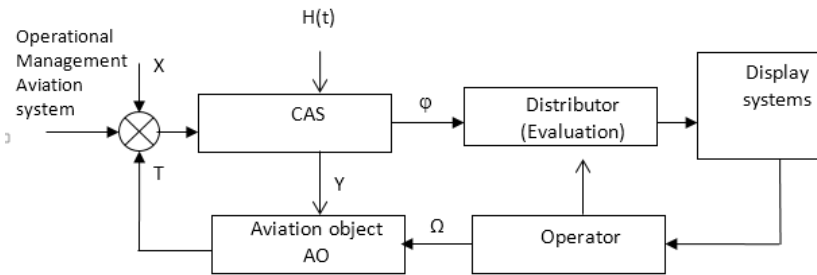 H(t)
Operational
Management
Aviation
system
X
CAS
φ
Distributor
(Evaluation)
Display
systems
T
Y
Aviation object
AO
Ω
Operator